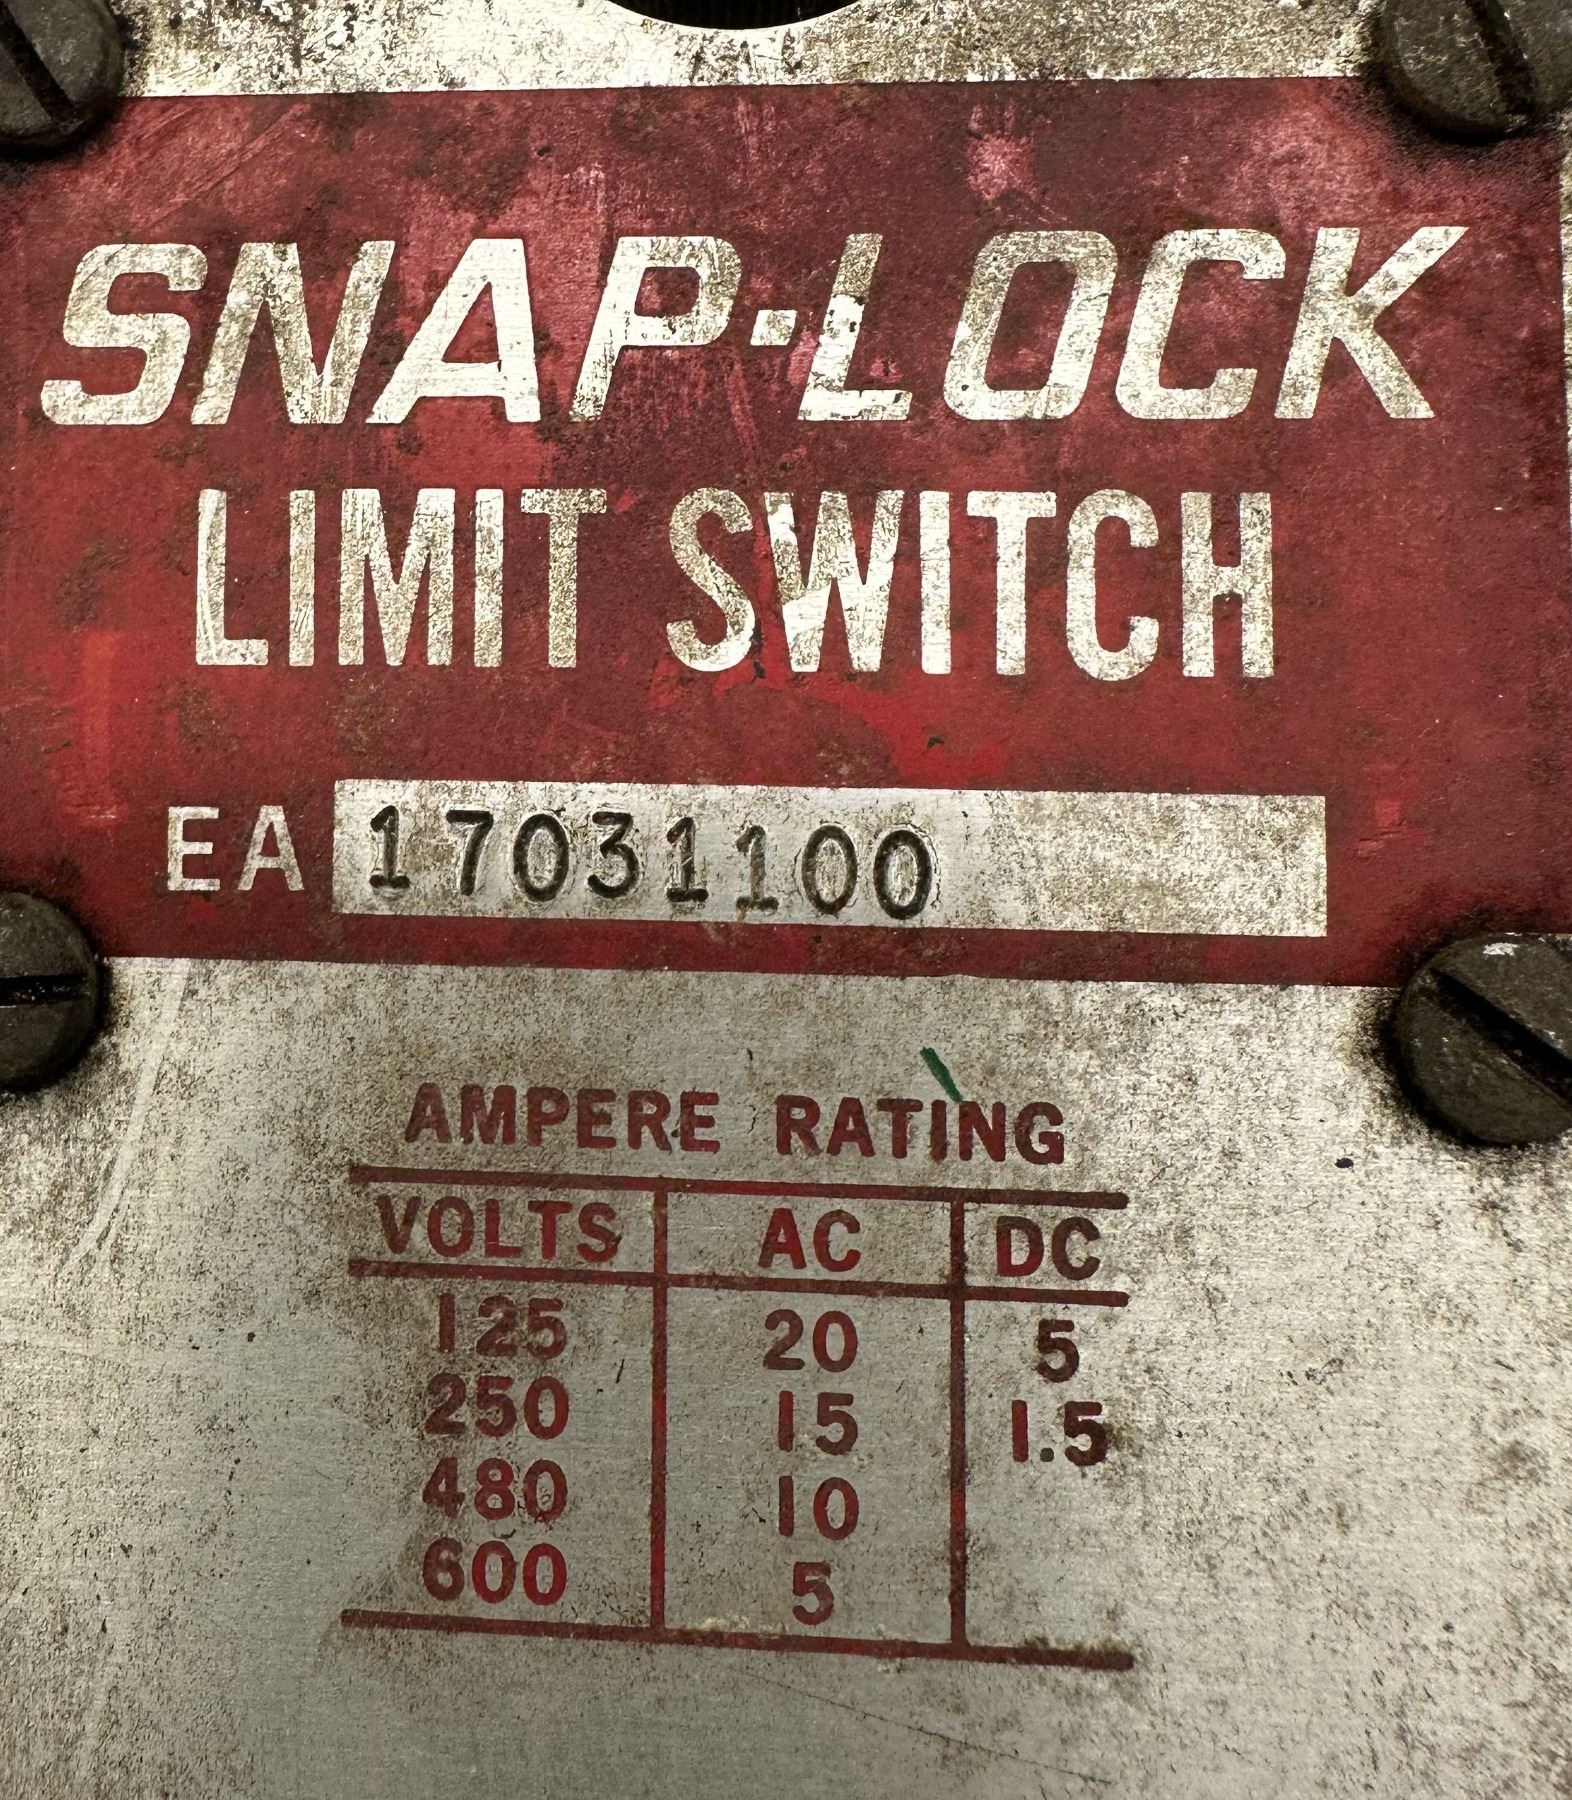 SNAP-LOCK
LIMIT SWITCH
EA 17031100
AMPERE RATING
VOLTS AC DC
125 20 5
250 15 1.5
480 10
600 5